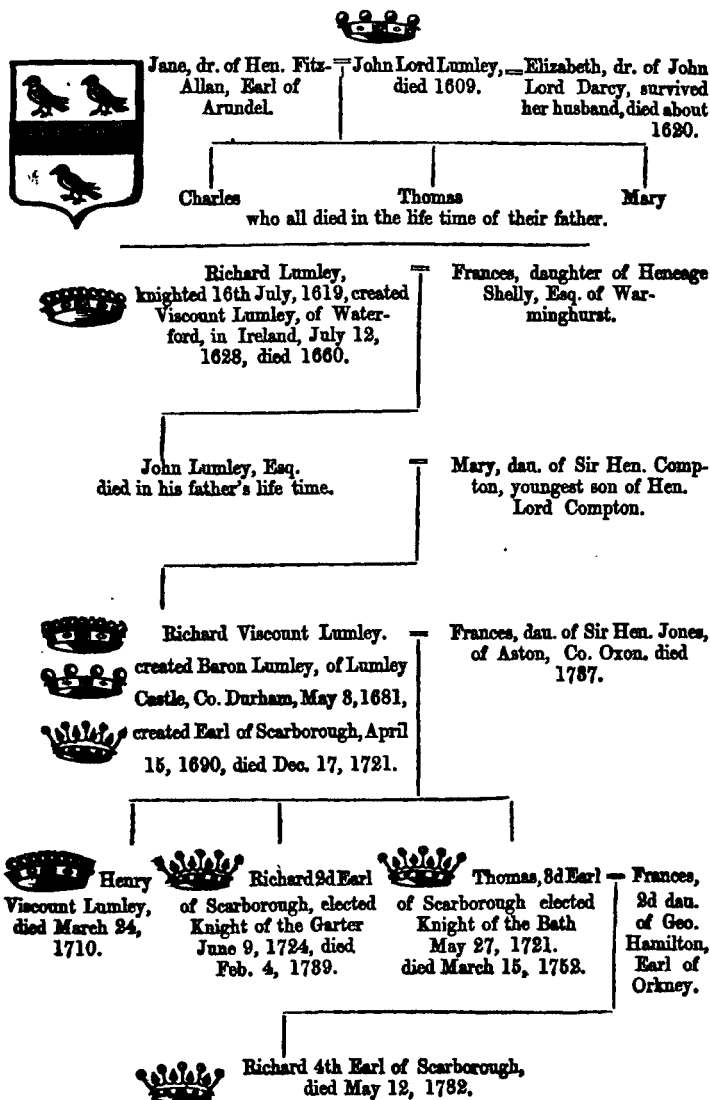 Jane, dr. of Hen. Fitz-
Allan, Earl of
Arundel.
John Lord Lumley,
died 1609.
Elizabeth, dr. of John
Lord Darcy, survived
her husband, died about
1620.
Charles
Thomas
Mary
who all died in the life time of their father.
Richard Lumley,
knighted 16th July, 1619, created
Viscount Lumley, of Water-
ford, in Ireland, July 12,
1628, died 1660.
Frances, daughter of Heneage
Shelly, Esq. of War-
minghurst.
John Lumley, Esq.
died in his father's life time.
Mary, dau. of Sir Hen. Comp-
ton, youngest son of Hen.
Lord Compton.
Richard Viscount Lumley.
created Baron Lumley, of Lumley
Castle, Co. Durham, May 3, 1681,
created Earl of Scarborough, April
15, 1690, died Dec. 17, 1721.
Frances, dau. of Sir Hen. Jones,
of Aston, Co. Oxon. died
1737.
Henry
Viscount Lumley,
died March 24,
1710.
Richard 2d Earl
of Scarborough, elected
Knight of the Garter
June 9, 1724, died
Feb. 4, 1739.
Thomas, 3d Earl
of Scarborough elected
Knight of the Bath
May 27, 1721.
died March 15, 1752.
Frances,
2d dau.
of Geo.
Hamilton,
Earl of
Orkney.
Richard 4th Earl of Scarborough,
died May 12, 1782.